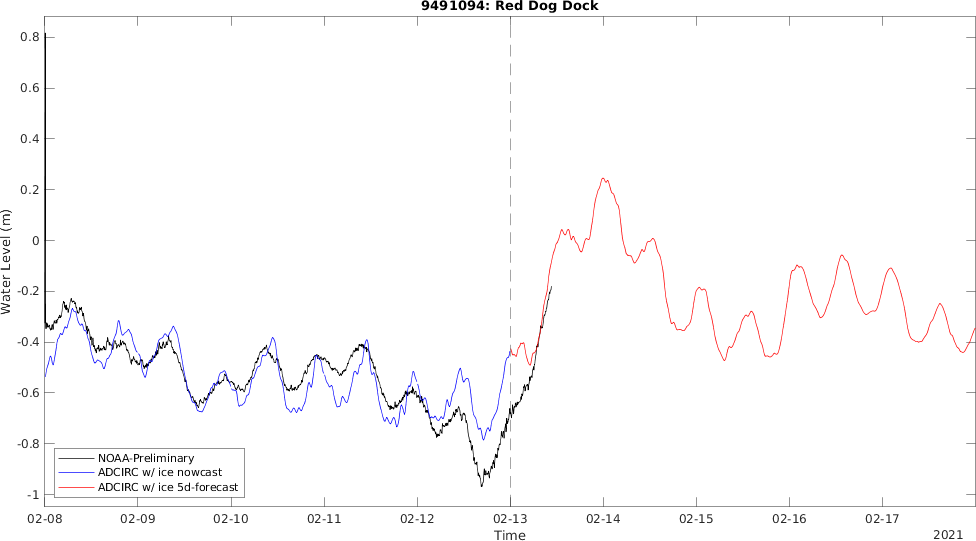 9491094: Red Dog Dock
Water Level (m)
0.8
0.6
0.4
0.2
0
-0.2
-0.4
-0.6
-0.8
-1
NOAA-Preliminary
ADCIRC w/ ice nowcast
ADCIRC w/ ice 5d-forecast
02-08 02-09 02-10 02-11 02-12 02-13 02-14 02-15 02-16 02-17
Time
2021